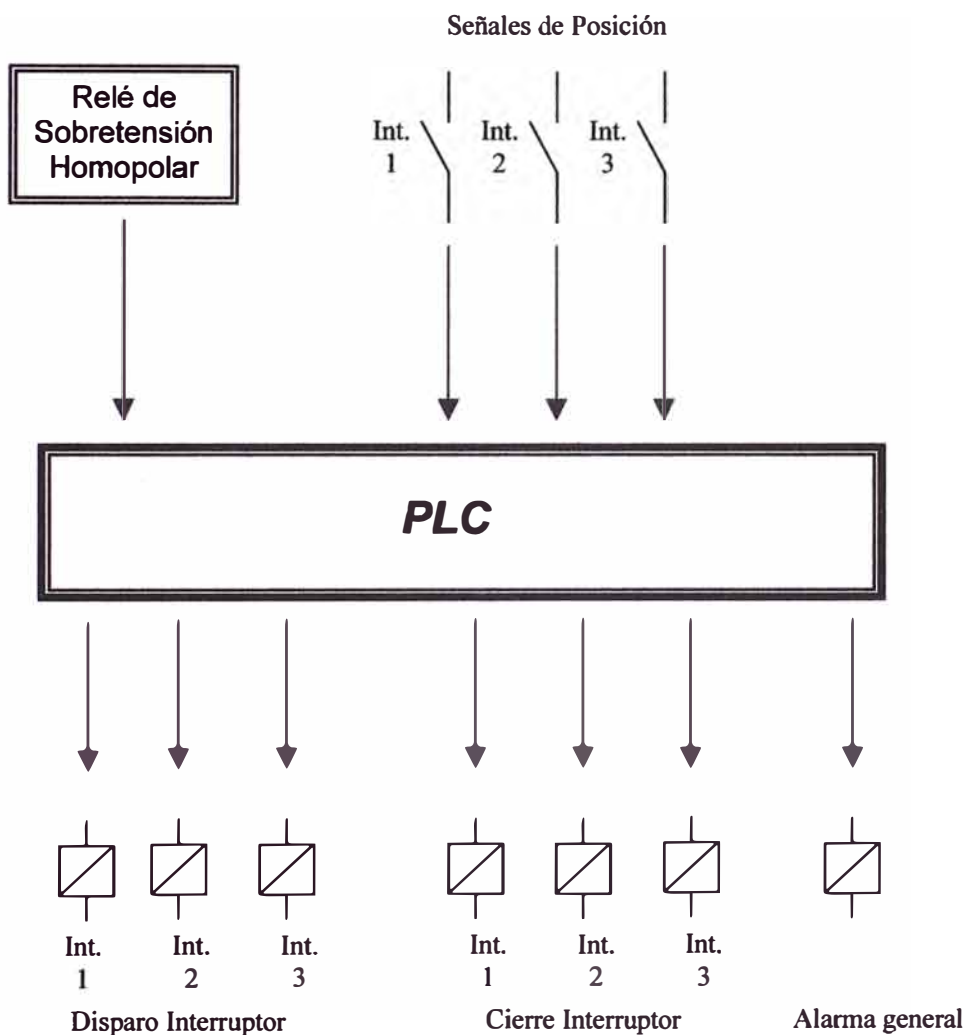 Señales de Posición
Relé de
Sobretensión
Homopolar
Int.
1
Int.
2
Int.
3
PLC
Int.
1
Int.
2
Int.
3
Int.
1
Int.
2
Int.
3
Disparo Interruptor
Cierre Interruptor
Alarma general